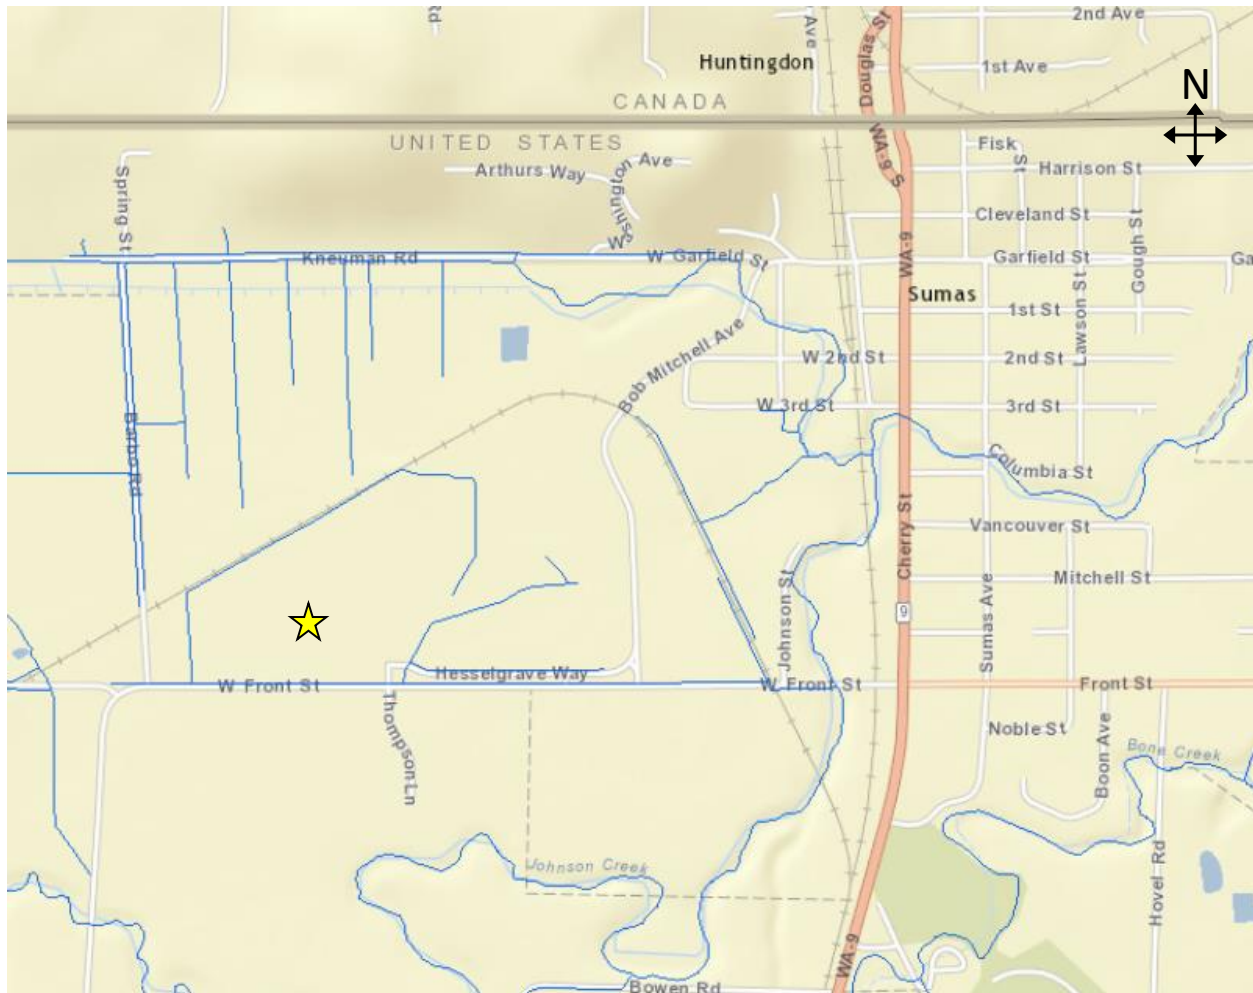 Rd
Ave
Douglas St
2nd Ave
Huntingdon
1st Ave
CANADA
N
UNITED STATES
WA-9 S
Fisk St
Arthurs Way
Washington Ave
Harrison St
Spring St
Cleveland St
Gough St
Kneuman Rd
W Garfield St
WA-9
Garfield St
Ga
Sumas
Lawson St
1st St
Bob Mitchell Ave
W 2nd St
2nd St
W 3rd St
3rd St
Barbo Rd
Columbia St
Cherry St
Vancouver St
Johnson St
Mitchell St
9
Sumas Ave
Hesselgrave Way
W Front St
W Front St
Front St
Thompson Ln
Noble St
Boon Ave
Bone Creek
Johnson Creek
Hovel Rd
WA-9
Bowen Rd